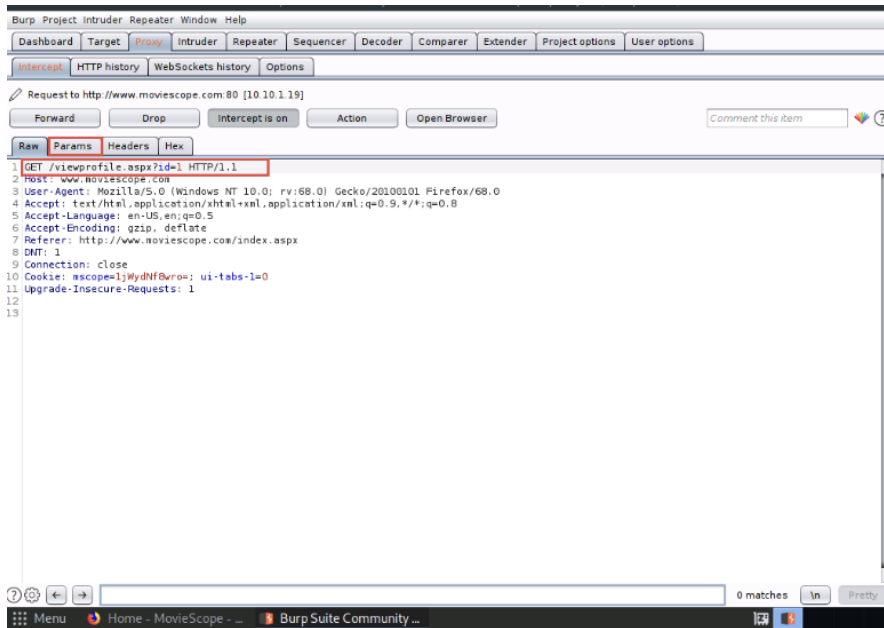 Burp Project Intruder Repeater Window Help
Dashboard Target Proxy Intruder Repeater Sequencer Decoder Comparer Extender Project options User options
Intercept HTTP history WebSockets history Options
Request to http://www.moviescope.com:80 [10.10.1.19]
Forward Drop Intercept is on Action Open Browser Comment this item ?
Raw Params Headers Hex
1 GET /viewprofile.aspx?id=1 HTTP/1.1
2 Host: www.moviescope.com
3 User-Agent: Mozilla/5.0 (Windows NT 10.0; rv:68.0) Gecko/20100101 Firefox/68.0
4 Accept: text/html,application/xhtml+xml,application/xml;q=0.9,*/*;q=0.8
5 Accept-Language: en-US,en;q=0.5
6 Accept-Encoding: gzip, deflate
7 Referer: http://www.moviescope.com/index.aspx
8 DNT: 1
9 Connection: close
10 Cookie: mscope=1jWydNf8wro=; ui-tabs-1=0
11 Upgrade-Insecure-Requests: 1
12
13
? 0 matches \n Pretty
Menu Home - MovieScope - ... Burp Suite Community ...